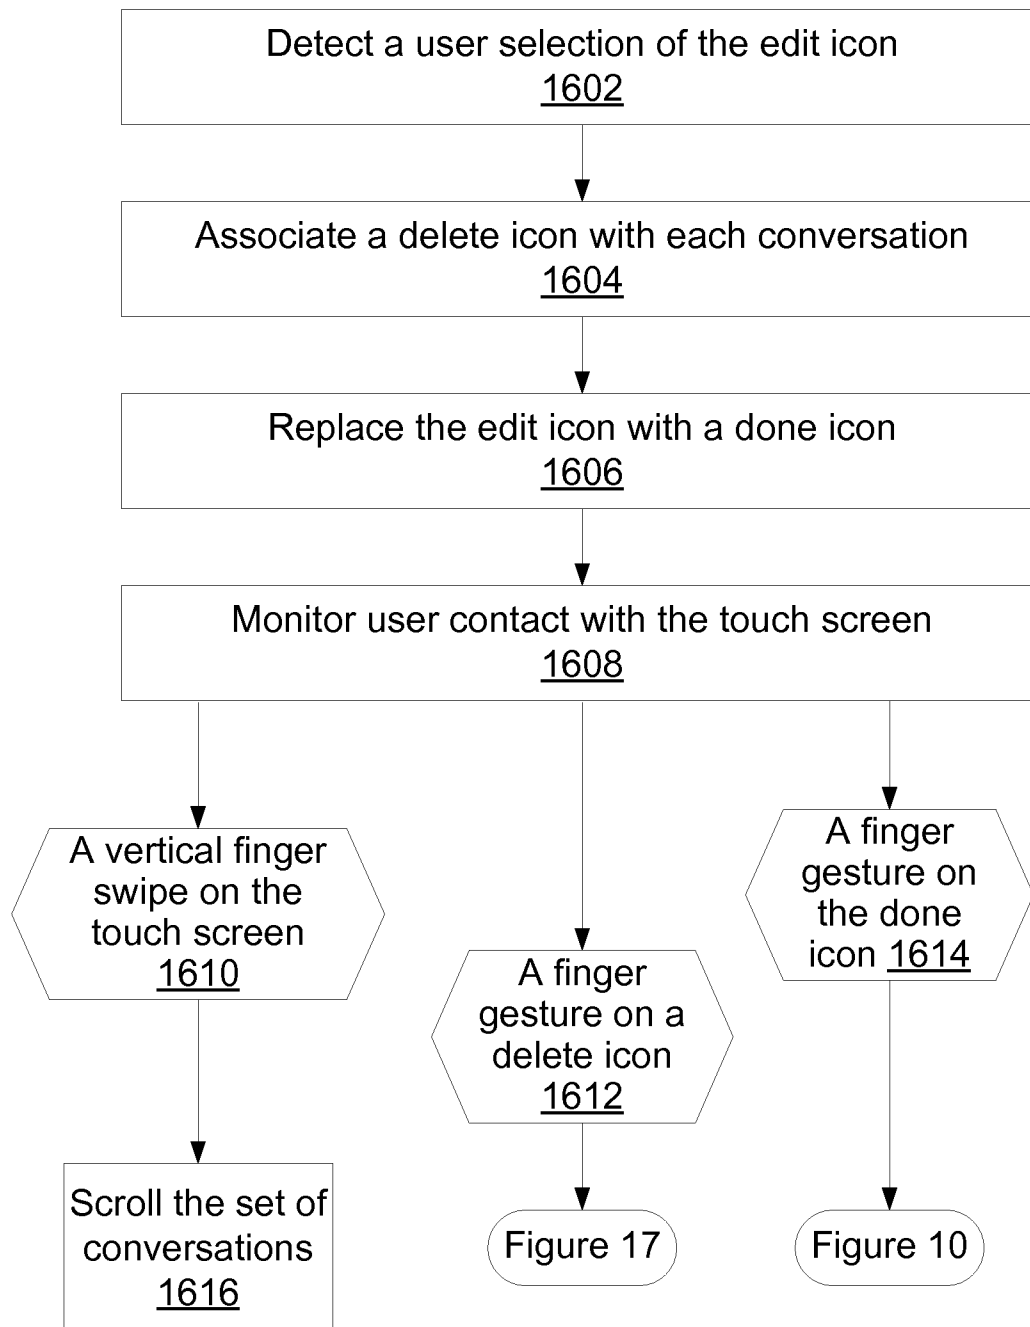 Detect a user selection of the edit icon
1602
Associate a delete icon with each conversation
1604
Replace the edit icon with a done icon
1606
Monitor user contact with the touch screen
1608
A vertical finger
swipe on the
touch screen
1610
A finger
gesture on a
delete icon
1612
A finger
gesture on
the done
icon 1614
Scroll the set of
conversations
1616
Figure 17
Figure 10